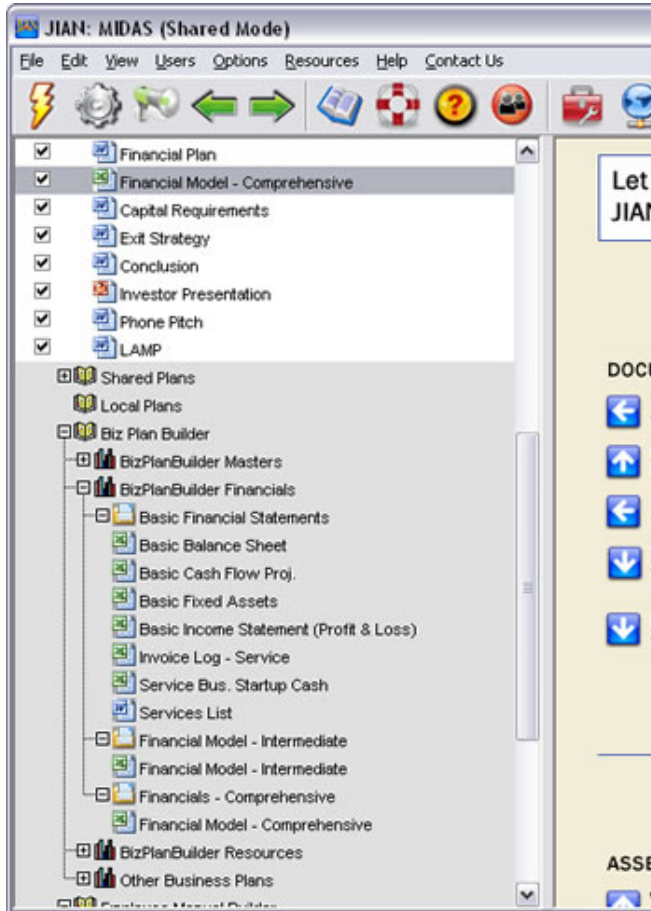 JIAN: MIDAS (Shared Mode)
File Edit View Users Options Resources Help Contact Us
Financial Plan
Financial Model - Comprehensive
Capital Requirements
Exit Strategy
Conclusion
Investor Presentation
Phone Pitch
LAMP
Shared Plans
Local Plans
Biz Plan Builder
BizPlanBuilder Masters
BizPlanBuilder Financials
Basic Financial Statements
Basic Balance Sheet
Basic Cash Flow Proj.
Basic Fixed Assets
Basic Income Statement (Profit & Loss)
Invoice Log - Service
Service Bus. Startup Cash
Services List
Financial Model - Intermediate
Financial Model - Intermediate
Financials - Comprehensive
Financial Model - Comprehensive
BizPlanBuilder Resources
Other Business Plans
Employee Manual Builder
Let
JIAN
DOCU
ASSE